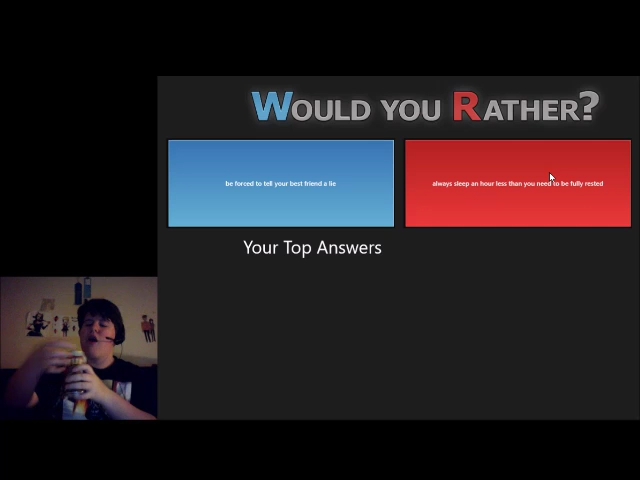 WOULD YOU RATHER?
be forced to tell your best friend a lie
always sleep an hour less than you need to be fully rested
Your Top Answers